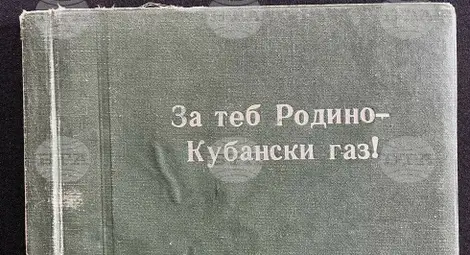 За теб Родино-
Кубански газ!